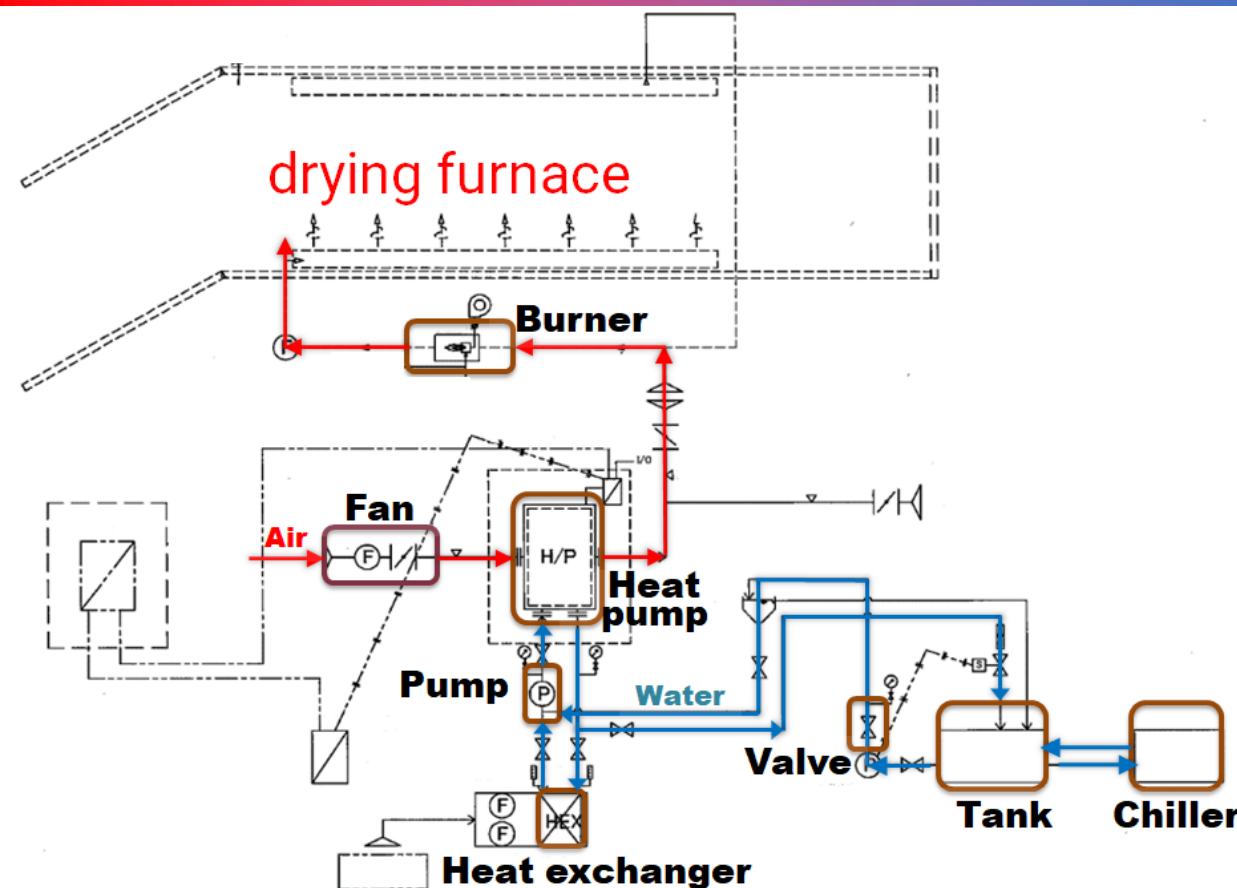 drying furnace
Burner
F
I/O
Fan
Air
F
H/P
Heat
pump
Pump
P
Water
S
Valve
P
Tank
Chiller
F
F
HEX
Heat exchanger